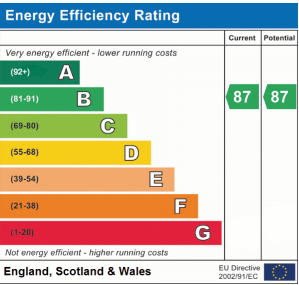 Energy Efficiency Rating
Current Potential
Very energy efficient - lower running costs
(92+) A
(81-91) B 87 87
(69-80) C
(55-68) D
(39-54) E
(21-38) F
(1-20) G
Not energy efficient - higher running costs
England, Scotland & Wales
EU Directive
2002/91/EC